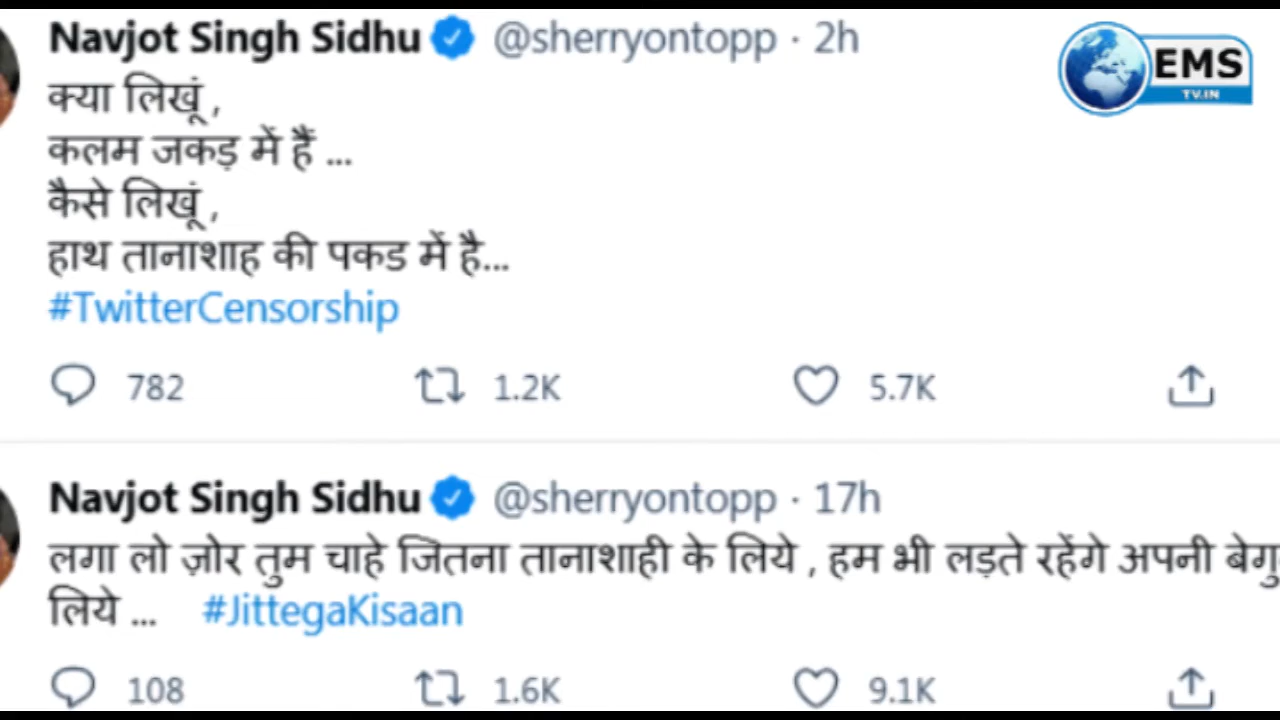 Navjot Singh Sidhu @sherryontopp · 2h
EMS
TV.IN
क्या लिखूं ,
कलम जकड़ में हैं ...
कैसे लिखूं ,
हाथ तानाशाह की पकड में है...
#TwitterCensorship
782 1.2K 5.7K
Navjot Singh Sidhu @sherryontopp · 17h
लगा लो ज़ोर तुम चाहे जितना तानाशाही के लिये , हम भी लड़ते रहेंगे अपनी
लिये ... #JittegaKisaan
108 1.6K 9.1K